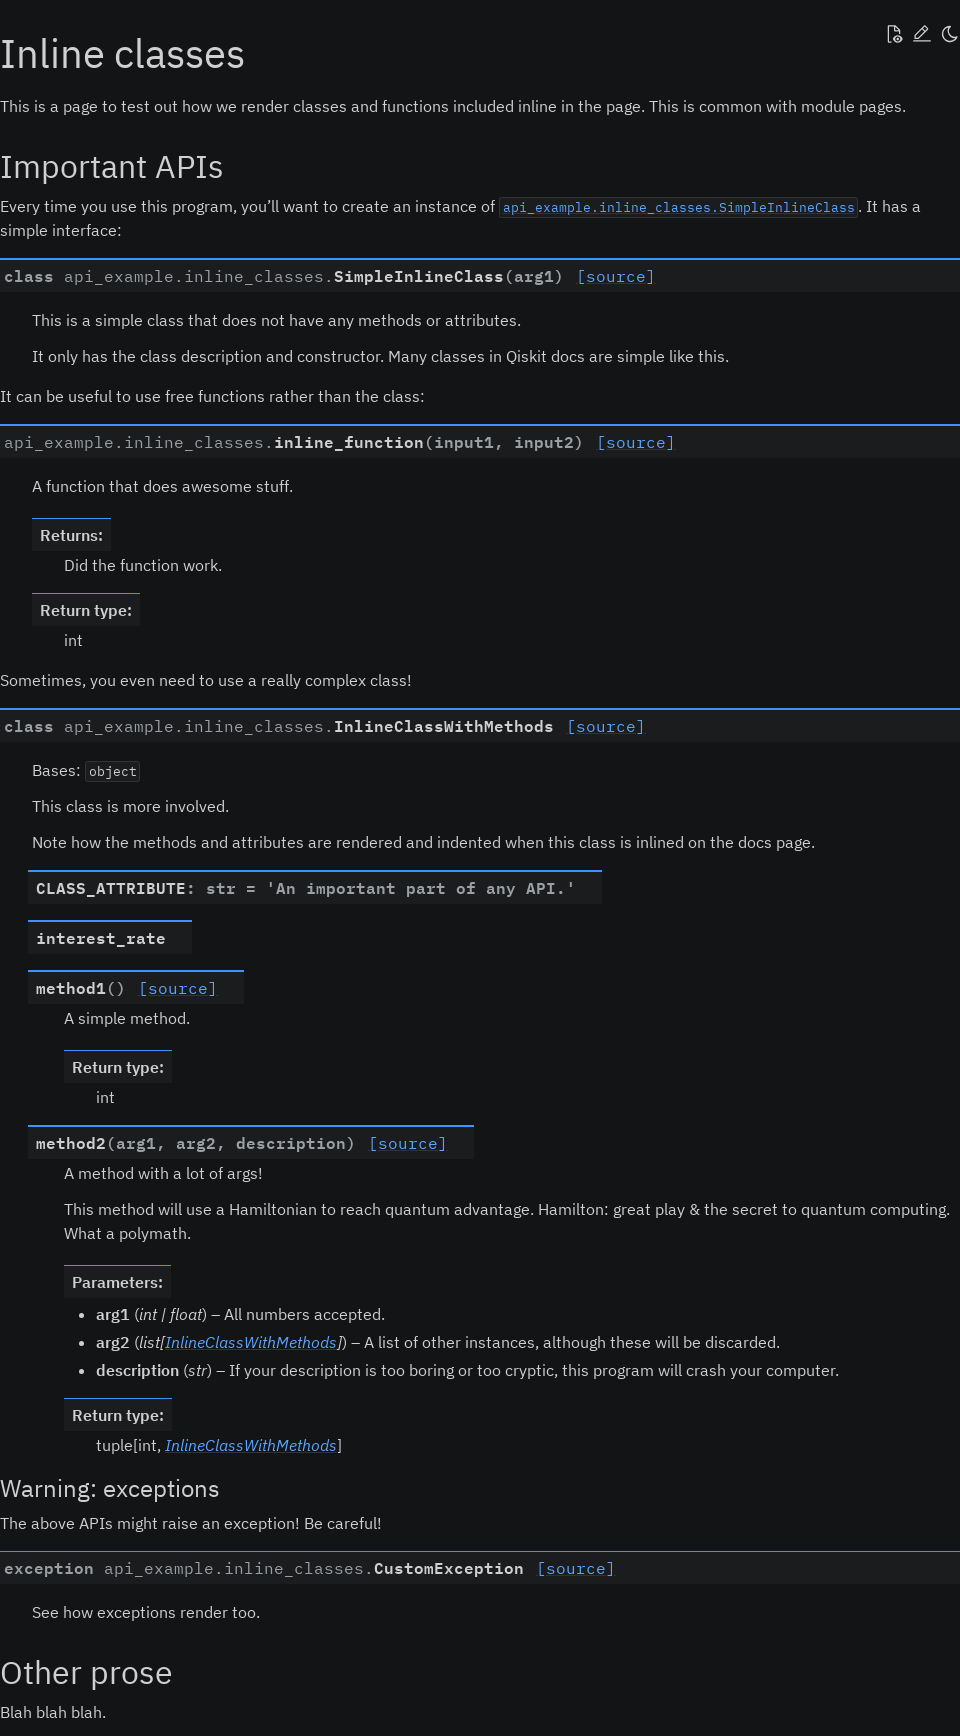 Inline classes
This is a page to test out how we render classes and functions included inline in the page. This is common with module pages.
Important APIs
Every time you use this program, you’ll want to create an instance of api_example.inline_classes.SimpleInlineClass. It has a
simple interface:
class api_example.inline_classes.SimpleInlineClass(arg1) [source]
This is a simple class that does not have any methods or attributes.
It only has the class description and constructor. Many classes in Qiskit docs are simple like this.
It can be useful to use free functions rather than the class:
api_example.inline_classes.inline_function(input1, input2) [source]
A function that does awesome stuff.
Returns:
Did the function work.
Return type:
int
Sometimes, you even need to use a really complex class!
class api_example.inline_classes.InlineClassWithMethods [source]
Bases: object
This class is more involved.
Note how the methods and attributes are rendered and indented when this class is inlined on the docs page.
CLASS_ATTRIBUTE: str = 'An important part of any API.'
interest_rate
method1() [source]
A simple method.
Return type:
int
method2(arg1, arg2, description) [source]
A method with a lot of args!
This method will use a Hamiltonian to reach quantum advantage. Hamilton: great play & the secret to quantum computing.
What a polymath.
Parameters:
• arg1 (int | float) – All numbers accepted.
• arg2 (list[InlineClassWithMethods]) – A list of other instances, although these will be discarded.
• description (str) – If your description is too boring or too cryptic, this program will crash your computer.
Return type:
tuple[int, InlineClassWithMethods]
Warning: exceptions
The above APIs might raise an exception! Be careful!
exception api_example.inline_classes.CustomException [source]
See how exceptions render too.
Other prose
Blah blah blah.